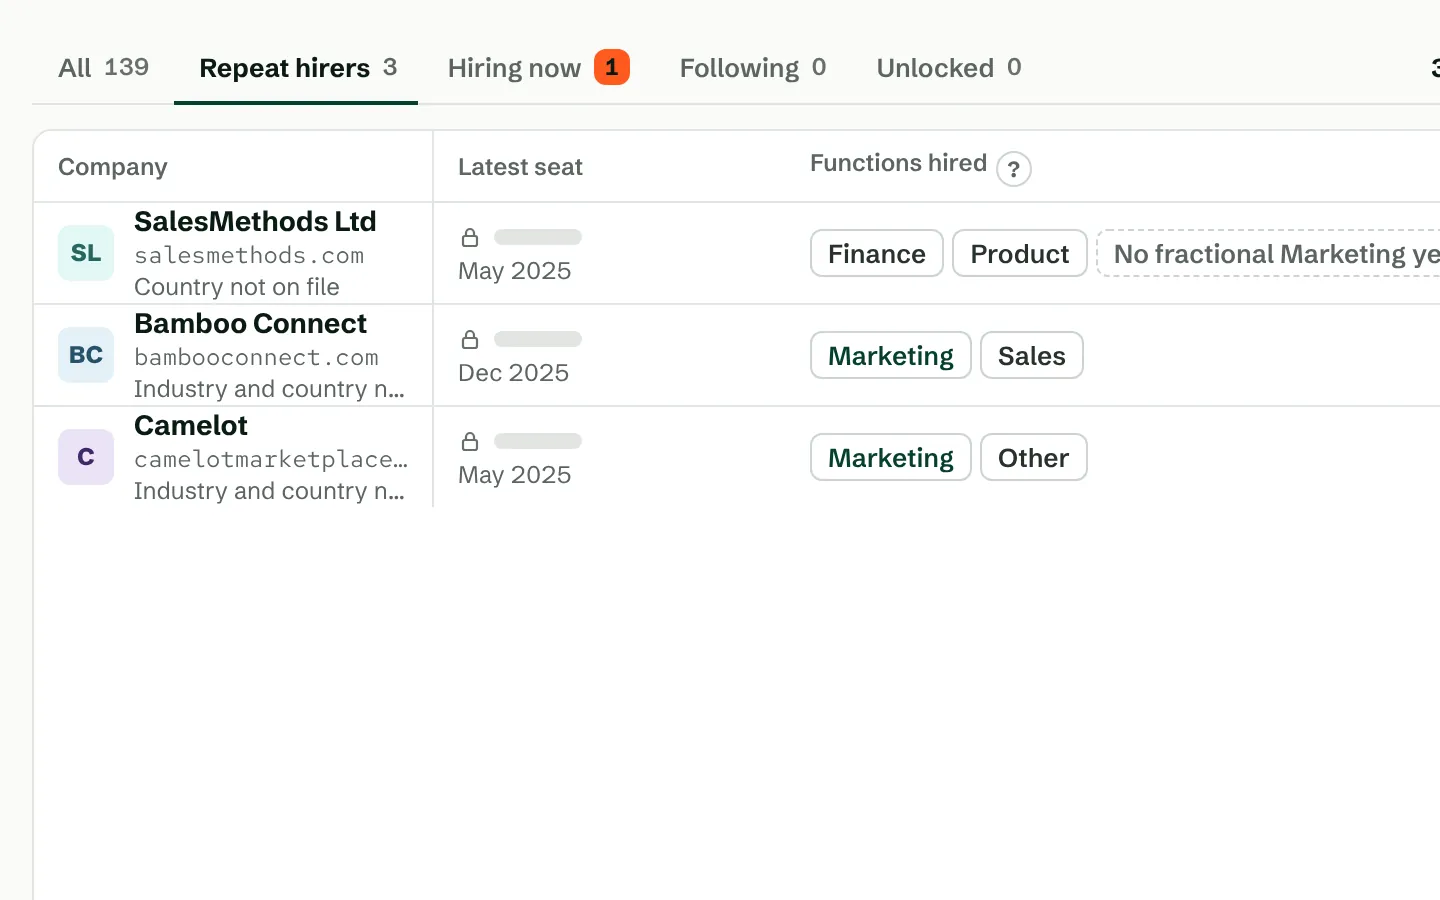 All 139 Repeat hirers 3 Hiring now 1 Following 0 Unlocked 0
Company Latest seat Functions hired ?
SL SalesMethods Ltd
salesmethods.com
Country not on file
May 2025
Finance Product No fractional Marketing ye
BC Bamboo Connect
bambooconnect.com
Industry and country n...
Dec 2025
Marketing Sales
C Camelot
camelotmarketplace...
Industry and country n...
May 2025
Marketing Other